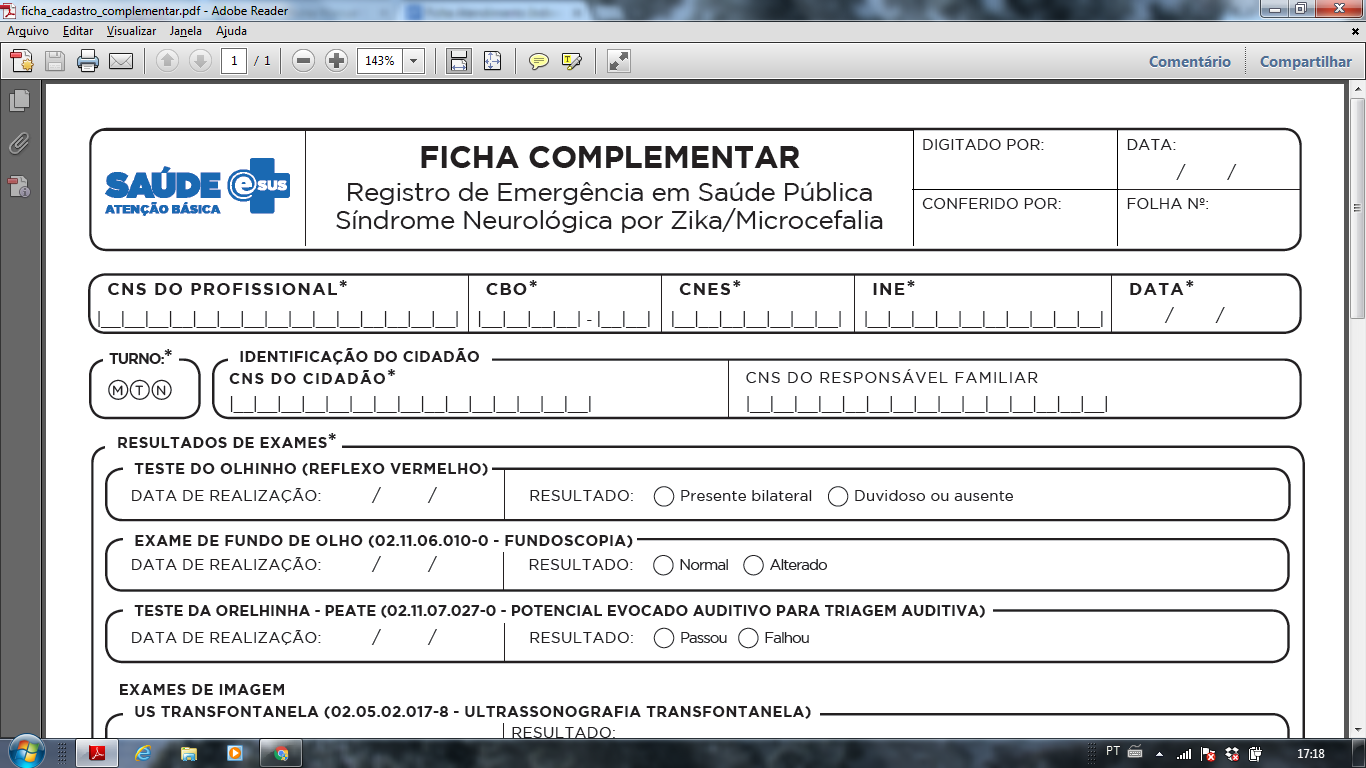 ficha_cadastro_complementar.pdf - Adobe Reader
Arquivo Editar Visualizar Janela Ajuda
1 / 1 143% Comentário Compartilhar
SAÚDE e SUS
ATENÇÃO BÁSICA
FICHA COMPLEMENTAR
Registro de Emergência em Saúde Pública
Síndrome Neurológica por Zika/Microcefalia
DIGITADO POR: DATA:
/ /
CONFERIDO POR: FOLHA Nº:
CNS DO PROFISSIONAL* CBO* CNES* INE* DATA*
- / /
TURNO:* IDENTIFICAÇÃO DO CIDADÃO
CNS DO CIDADÃO* CNS DO RESPONSÁVEL FAMILIAR
M T N
RESULTADOS DE EXAMES*
TESTE DO OLHINHO (REFLEXO VERMELHO)
DATA DE REALIZAÇÃO: / / RESULTADO: Presente bilateral Duvidoso ou ausente
EXAME DE FUNDO DE OLHO (02.11.06.010-0 - FUNDOSCOPIA)
DATA DE REALIZAÇÃO: / / RESULTADO: Normal Alterado
TESTE DA ORELHINHA - PEATE (02.11.07.027-0 - POTENCIAL EVOCADO AUDITIVO PARA TRIAGEM AUDITIVA)
DATA DE REALIZAÇÃO: / / RESULTADO: Passou Falhou
EXAMES DE IMAGEM
US TRANSFONTANELA (02.05.02.017-8 - ULTRASSONOGRAFIA TRANSFONTANELA)
RESULTADO:
PT 17:18